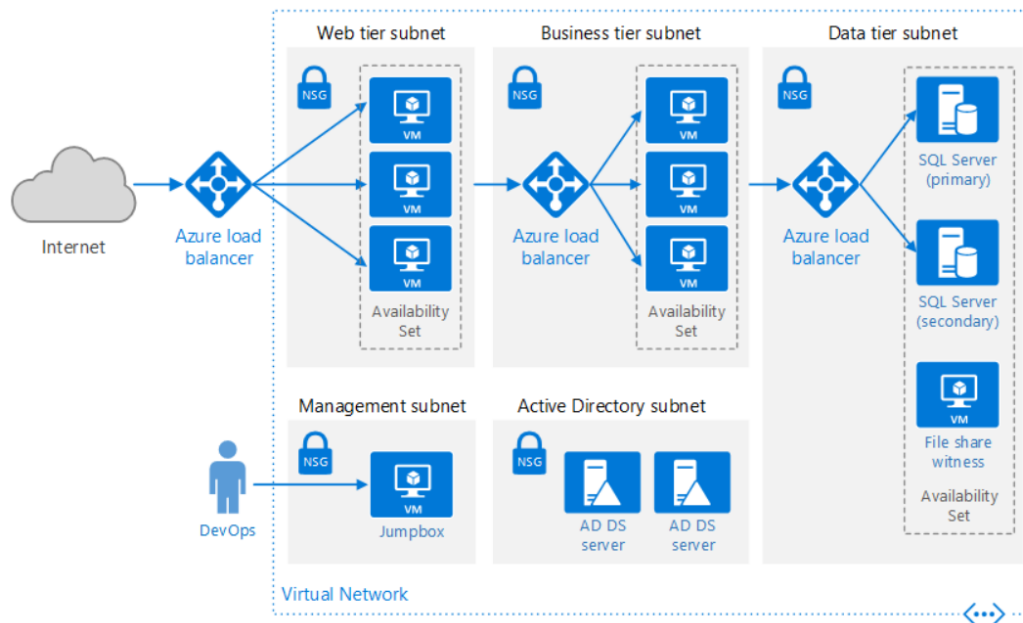 Web tier subnet
Business tier subnet
Data tier subnet
NSG
NSG
NSG
VM
VM
VM
VM
VM
VM
Internet
Azure load
balancer
Azure load
balancer
Azure load
balancer
Availability
Set
Availability
Set
SQL Server
(primary)
SQL Server
(secondary)
VM
File share
witness
Availability
Set
Management subnet
Active Directory subnet
NSG
NSG
DevOps
VM
Jumpbox
AD DS
server
AD DS
server
Virtual Network